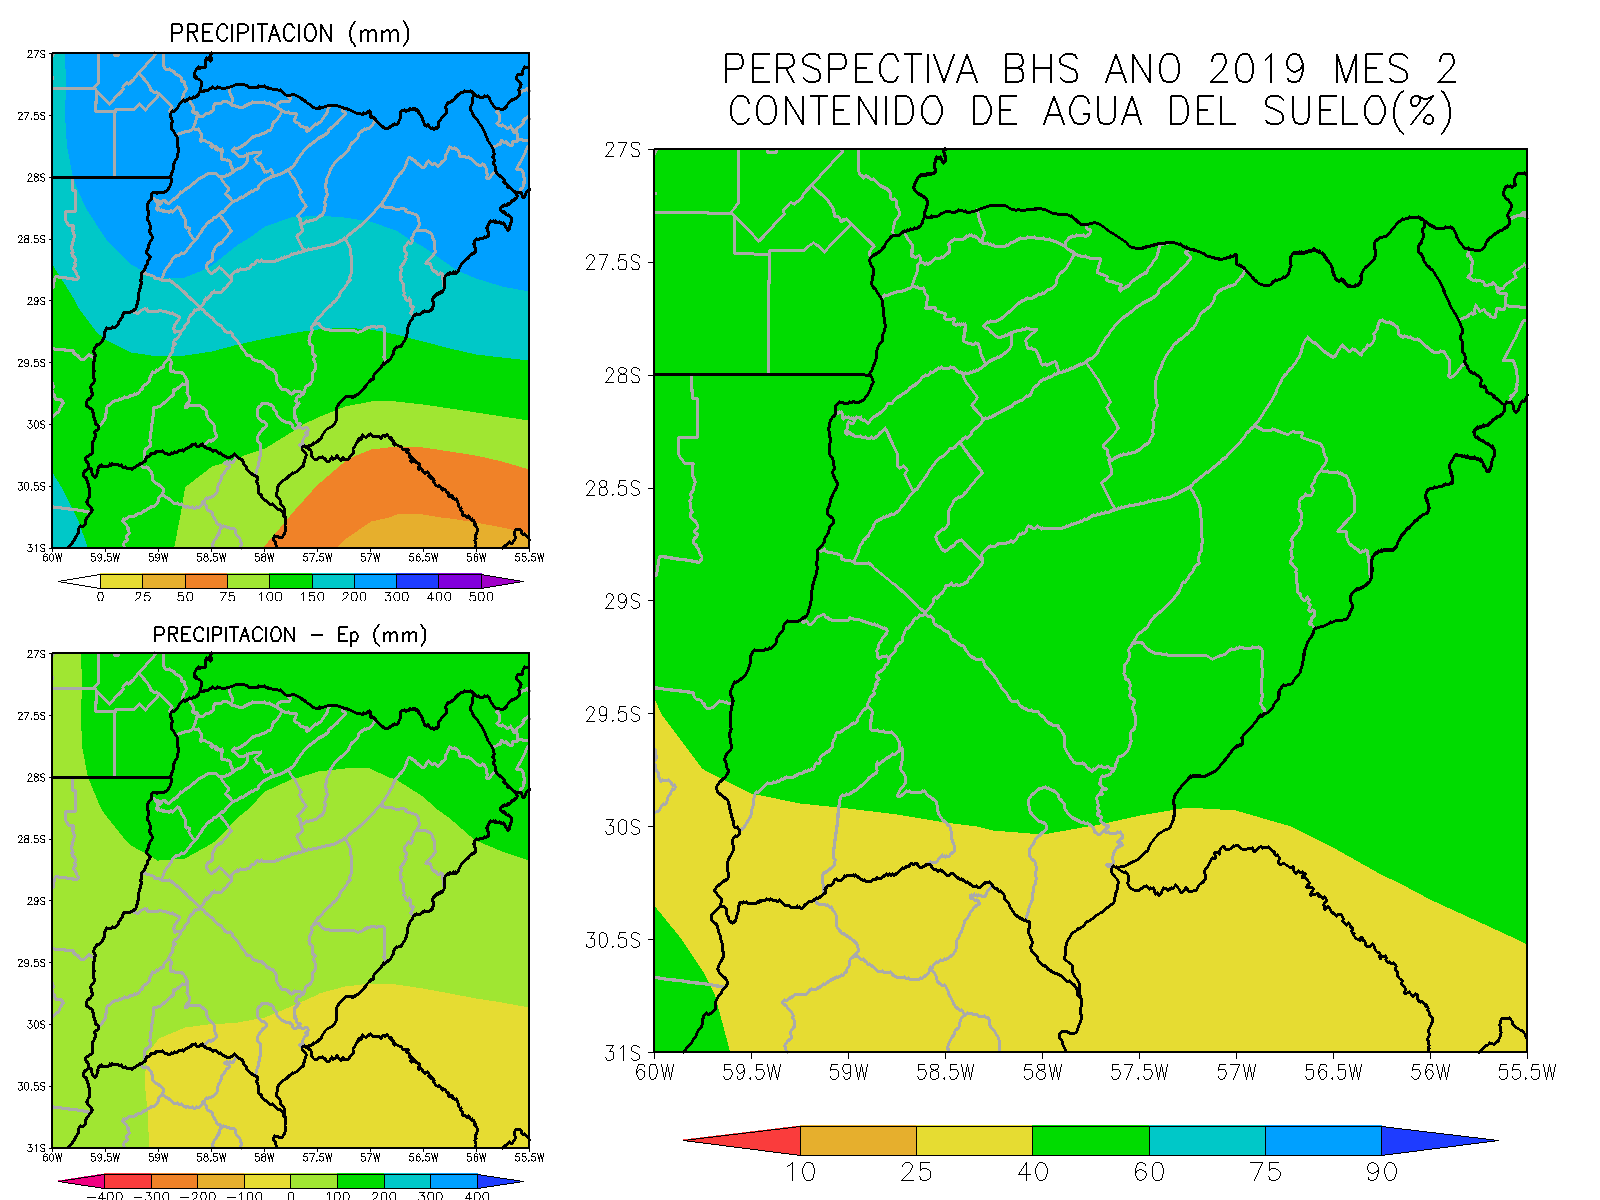 PRECIPITACION (mm)
27S
27.5S
28S
28.5S
29S
29.5S
30S
30.5S
31S
60W 59.5W 59W 58.5W 58W 57.5W 57W 56.5W 56W 55.5W
0 25 50 75 100 150 200 300 400 500
PRECIPITACION - Ep (mm)
27S
27.5S
28S
28.5S
29S
29.5S
30S
30.5S
31S
60W 59.5W 59W 58.5W 58W 57.5W 57W 56.5W 56W 55.5W
-400 -300 -200 -100 0 100 200 300 400
PERSPECTIVA BHS ANO 2019 MES 2
CONTENIDO DE AGUA DEL SUELO(%)
27S
27.5S
28S
28.5S
29S
29.5S
30S
30.5S
31S
60W 59.5W 59W 58.5W 58W 57.5W 57W 56.5W 56W 55.5W
10 25 40 60 75 90